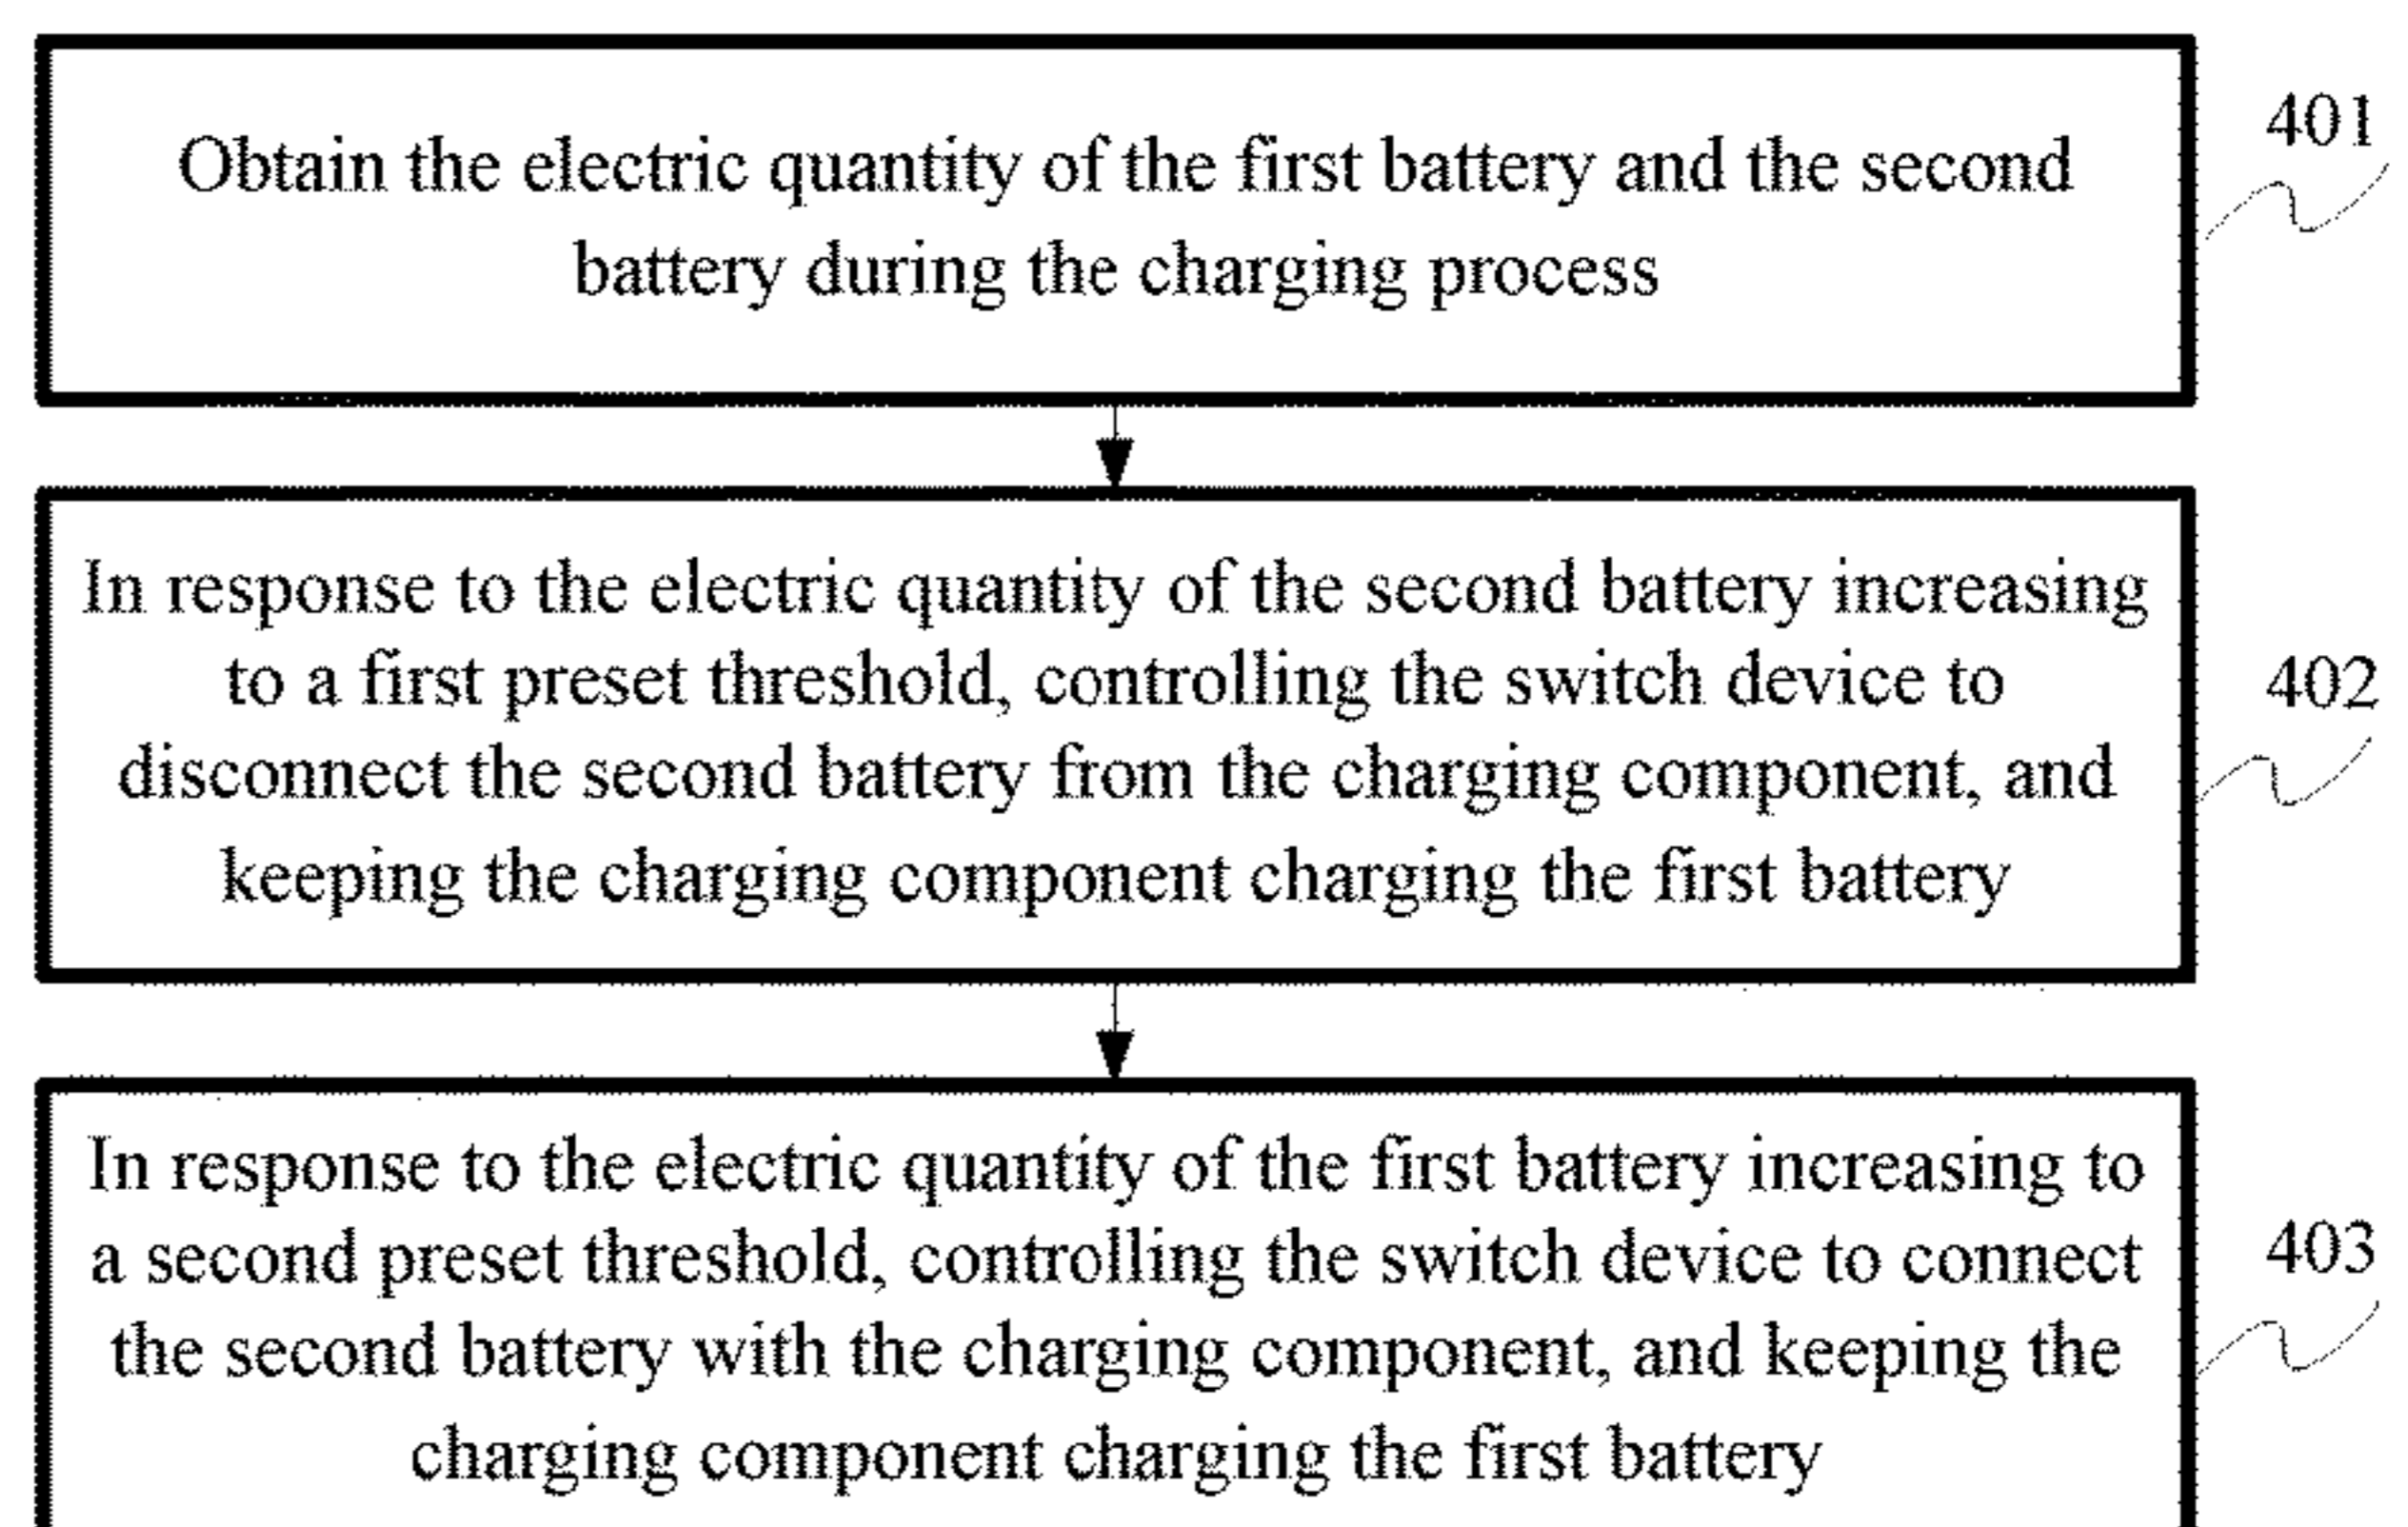 Obtain the electric quantity of the first battery and the second
battery during the charging process
401
In response to the electric quantity of the second battery increasing
to a first preset threshold, controlling the switch device to
disconnect the second battery from the charging component, and
keeping the charging component charging the first battery
402
In response to the electric quantity of the first battery increasing to
a second preset threshold, controlling the switch device to connect
the second battery with the charging component, and keeping the
charging component charging the first battery
403